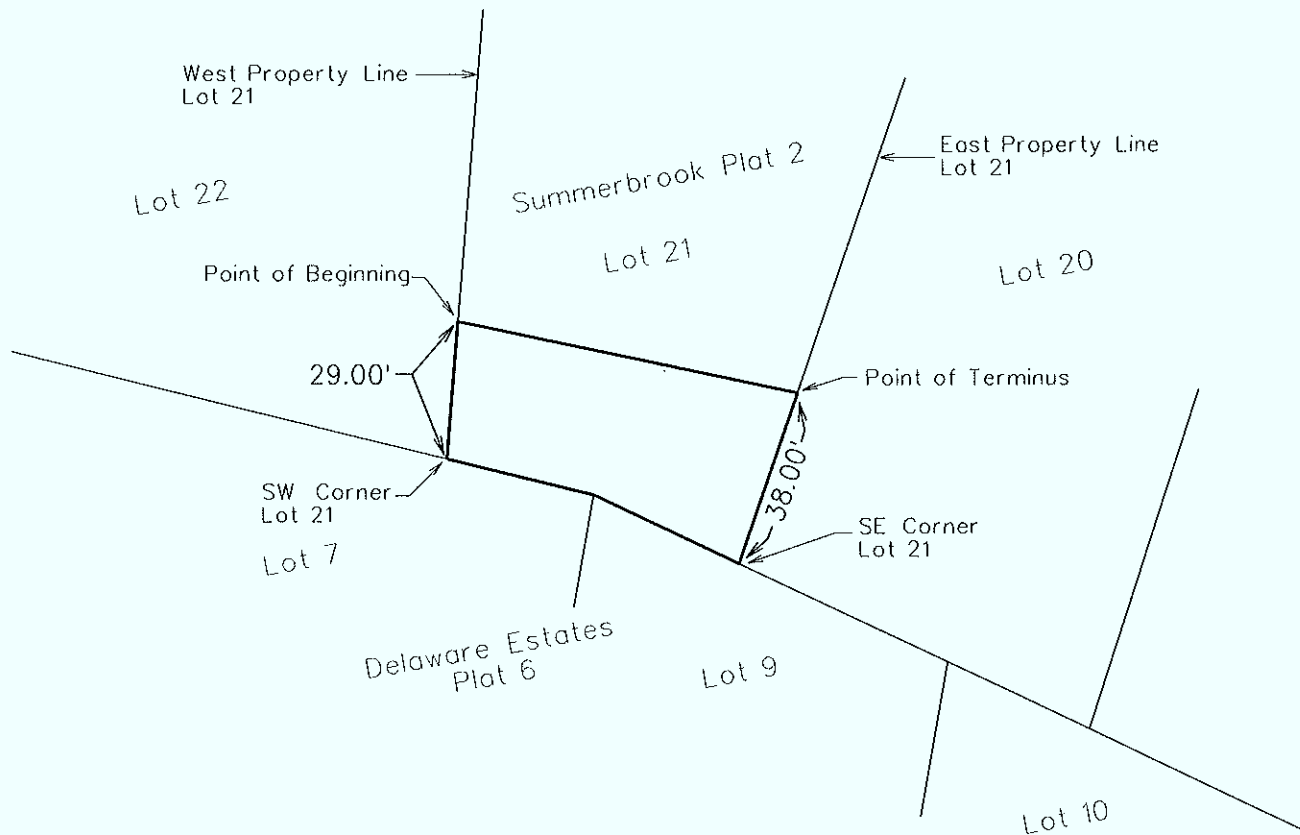 West Property Line
Lot 21
East Property Line
Lot 21
Summerbrook Plat 2
Lot 22
Lot 21
Lot 20
Point of Beginning
29.00'
Point of Terminus
38.00'
SW Corner
Lot 21
SE Corner
Lot 21
Lot 7
Delaware Estates
Plat 6
Lot 9
Lot 10